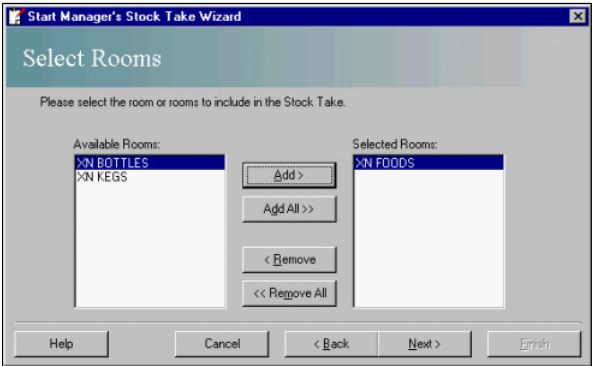 Start Manager's Stock Take Wizard
Select Rooms
Please select the room or rooms to include in the Stock Take.
Available Rooms:
XN BOTTLES
XN KEGS
Add >
Add All >>
< Remove
<< Remove All
Selected Rooms:
XN FOODS
Help
Cancel
< Back
Next >
Finish